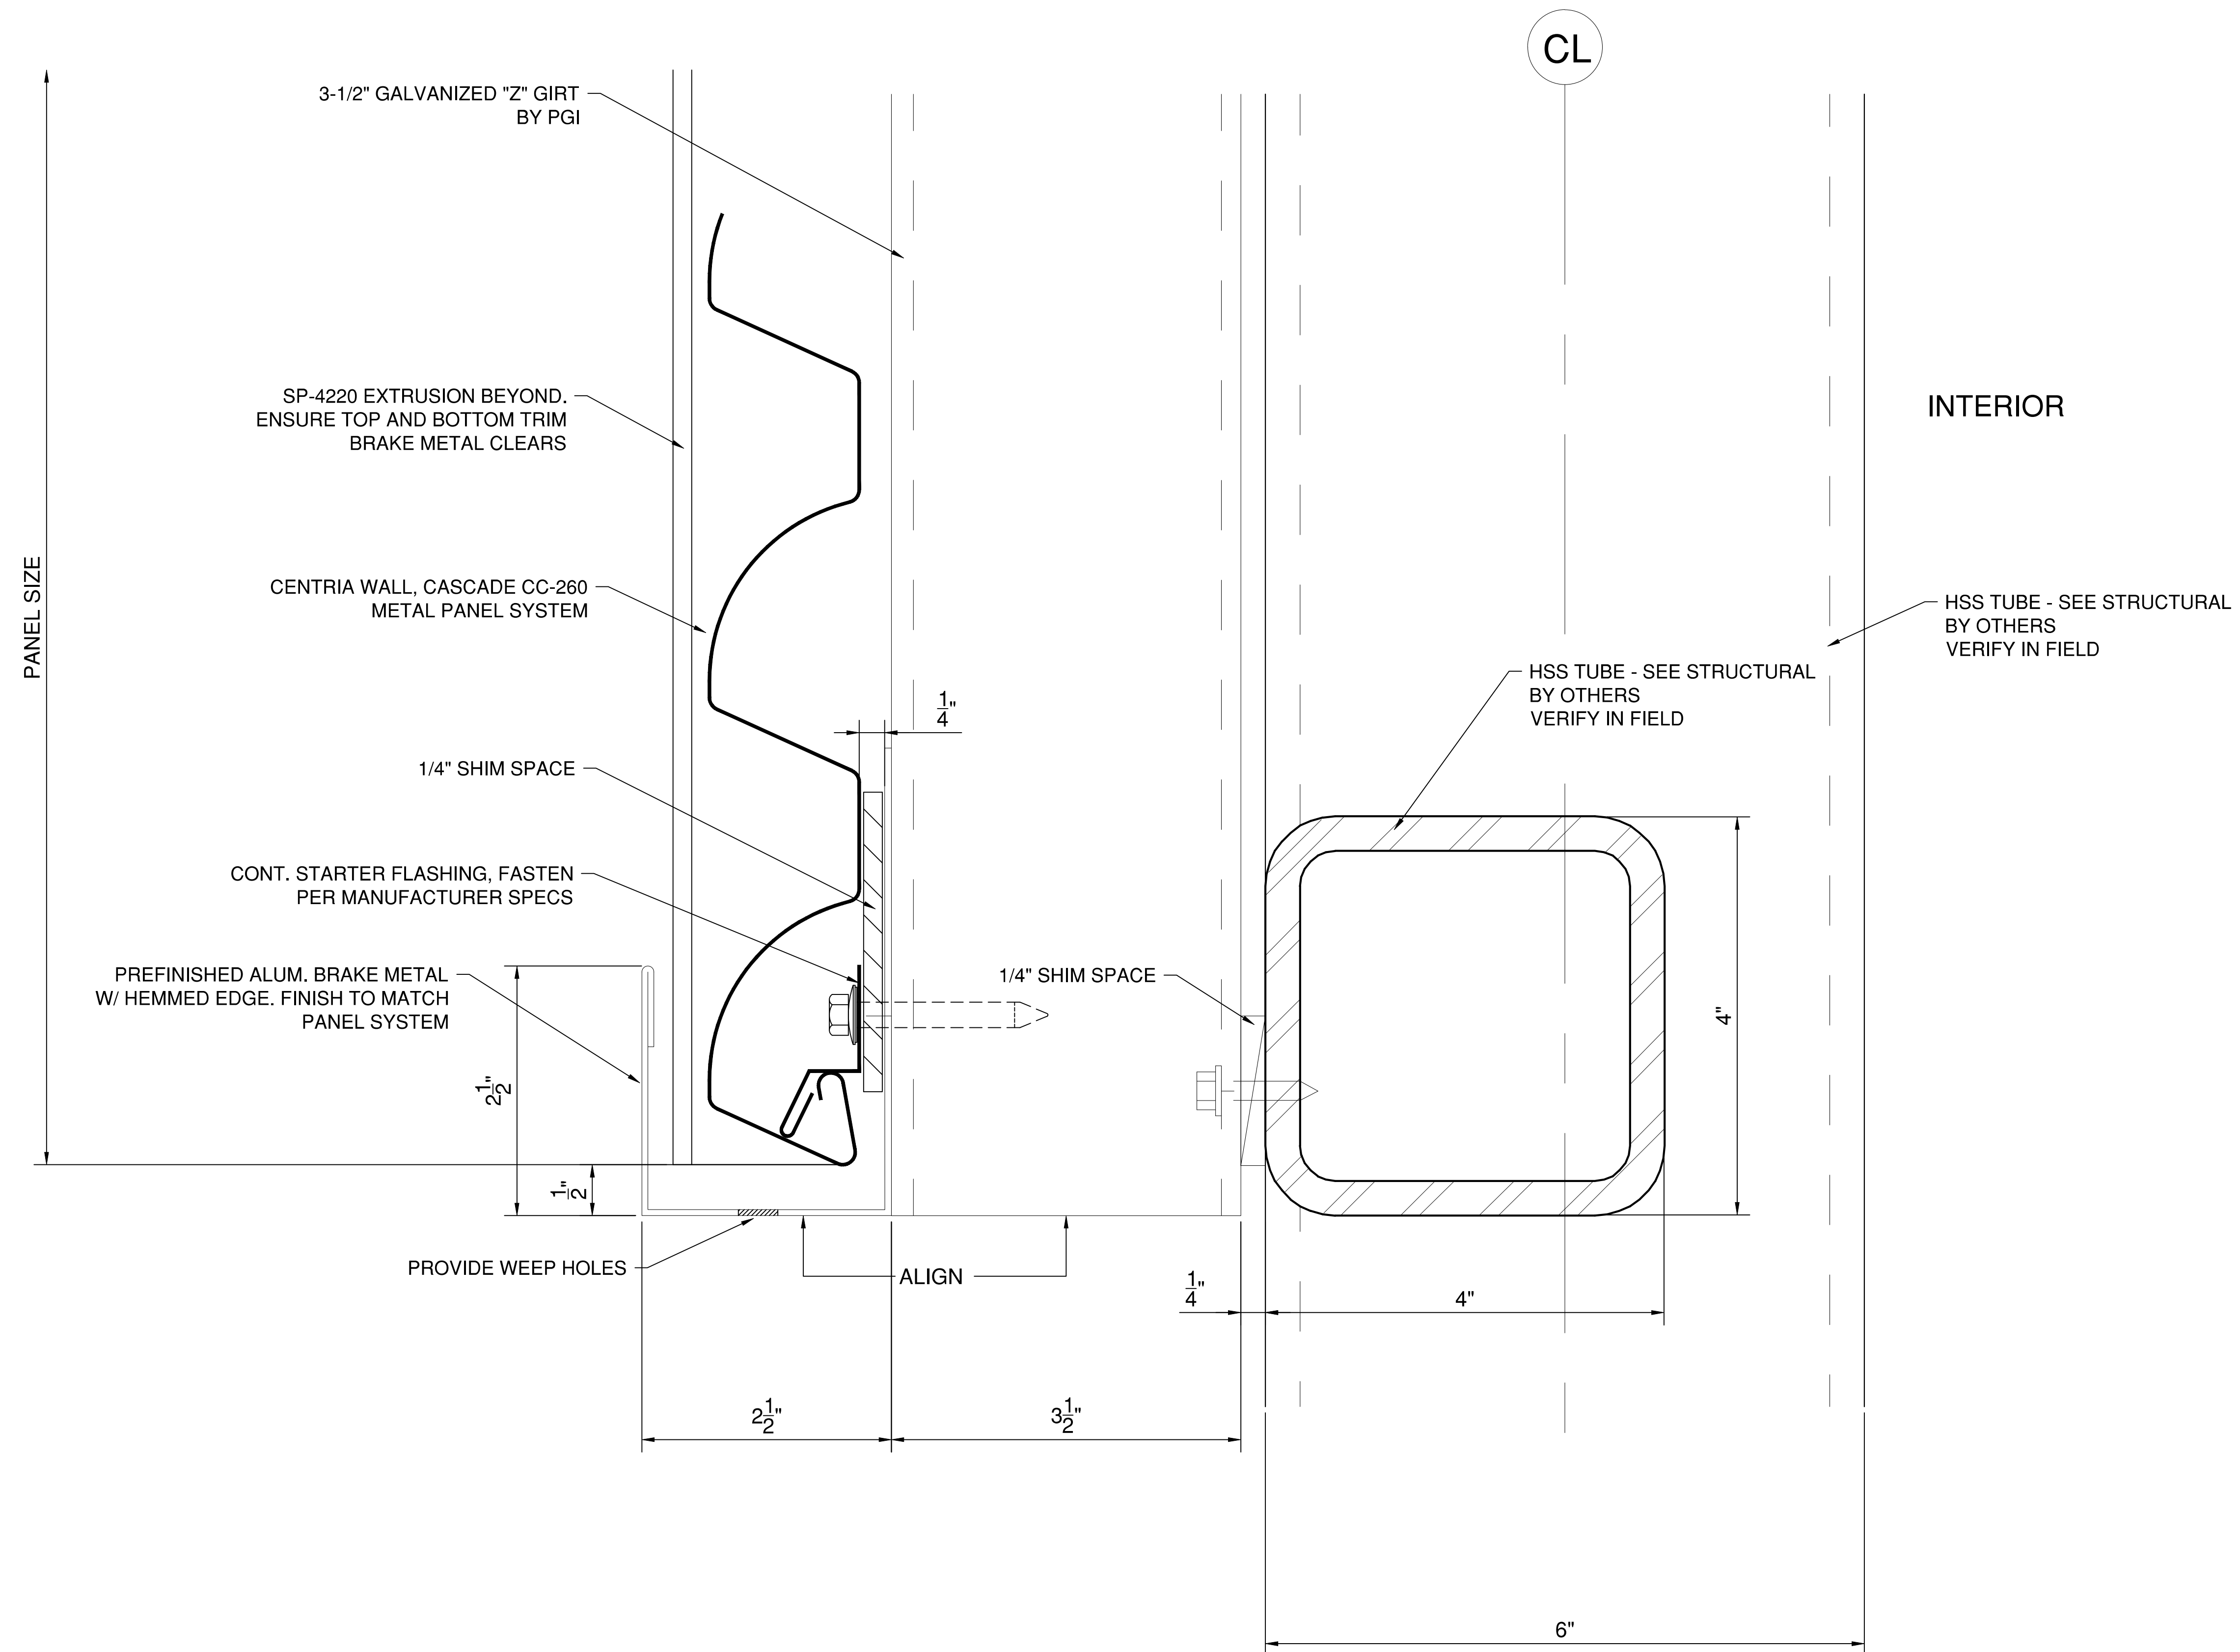 CL
3-1/2" GALVANIZED "Z" GIRT
BY PGI
SP-4220 EXTRUSION BEYOND.
ENSURE TOP AND BOTTOM TRIM
BRAKE METAL CLEARS
INTERIOR
PANEL SIZE
CENTRIA WALL, CASCADE CC-260
METAL PANEL SYSTEM
HSS TUBE - SEE STRUCTURAL
BY OTHERS
VERIFY IN FIELD
HSS TUBE - SEE STRUCTURAL
BY OTHERS
VERIFY IN FIELD
1/4"
1/4" SHIM SPACE
CONT. STARTER FLASHING, FASTEN
PER MANUFACTURER SPECS
PREFINISHED ALUM. BRAKE METAL
W/ HEMMED EDGE. FINISH TO MATCH
PANEL SYSTEM
1/4" SHIM SPACE
4"
2 1/2"
1/2"
PROVIDE WEEP HOLES
ALIGN
1/4"
4"
2 1/2"
3 1/2"
6"